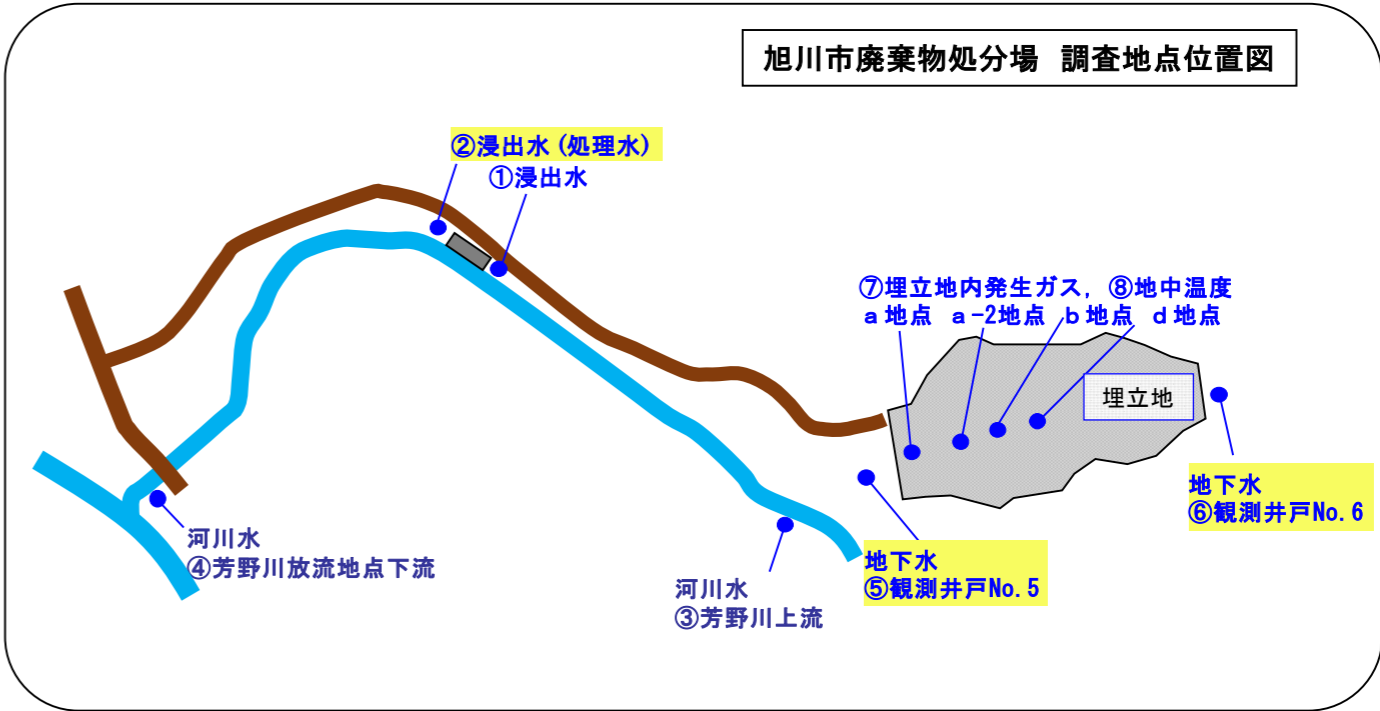 旭川市廃棄物処分場 調査地点位置図
②浸出水(処理水)
①浸出水
⑦埋立地内発生ガス, ⑧地中温度
a地点 a-2地点 b地点 d地点
埋立地
地下水
⑥観測井戸No.6
地下水
⑤観測井戸No.5
河川水
③芳野川上流
河川水
④芳野川放流地点下流